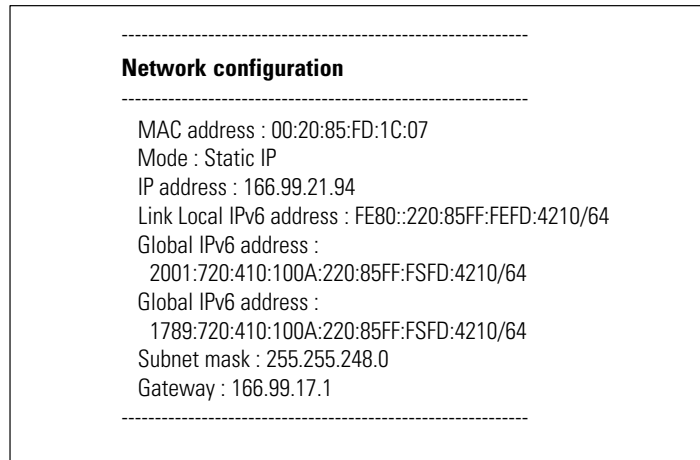 -------------------------------------------------------------
Network configuration
-------------------------------------------------------------
MAC address : 00:20:85:FD:1C:07
Mode : Static IP
IP address : 166.99.21.94
Link Local IPv6 address : FE80::220:85FF:FEFD:4210/64
Global IPv6 address :
2001:720:410:100A:220:85FF:FSFD:4210/64
Global IPv6 address :
1789:720:410:100A:220:85FF:FSFD:4210/64
Subnet mask : 255.255.248.0
Gateway : 166.99.17.1
-------------------------------------------------------------